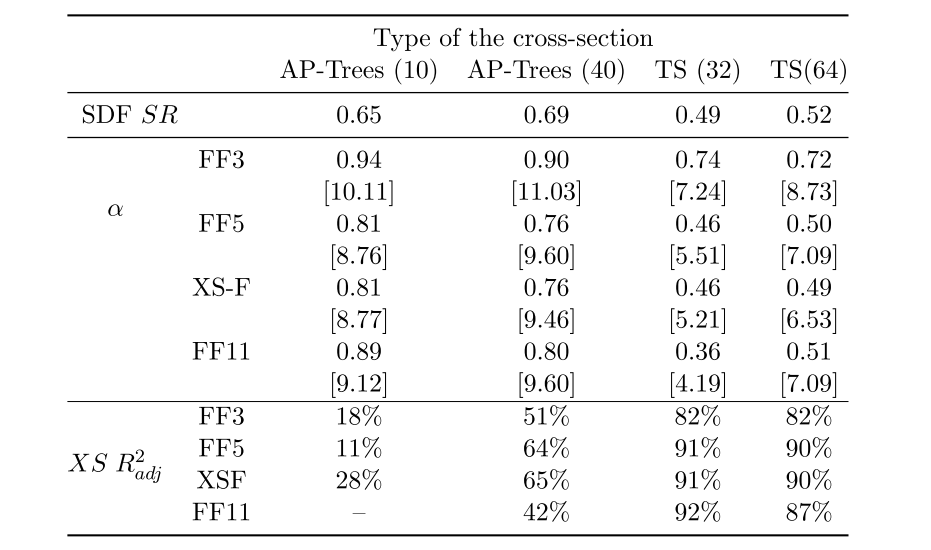 Type of the cross-section
AP-Trees (10) AP-Trees (40) TS (32) TS(64)
SDF SR 0.65 0.69 0.49 0.52
FF3 0.94 0.90 0.74 0.72
[10.11] [11.03] [7.24] [8.73]
α
FF5 0.81 0.76 0.46 0.50
[8.76] [9.60] [5.51] [7.09]
XS-F 0.81 0.76 0.46 0.49
[8.77] [9.46] [5.21] [6.53]
FF11 0.89 0.80 0.36 0.51
[9.12] [9.60] [4.19] [7.09]
FF3 18% 51% 82% 82%
FF5 11% 64% 91% 90%
XS R²adj
XSF 28% 65% 91% 90%
FF11 – 42% 92% 87%